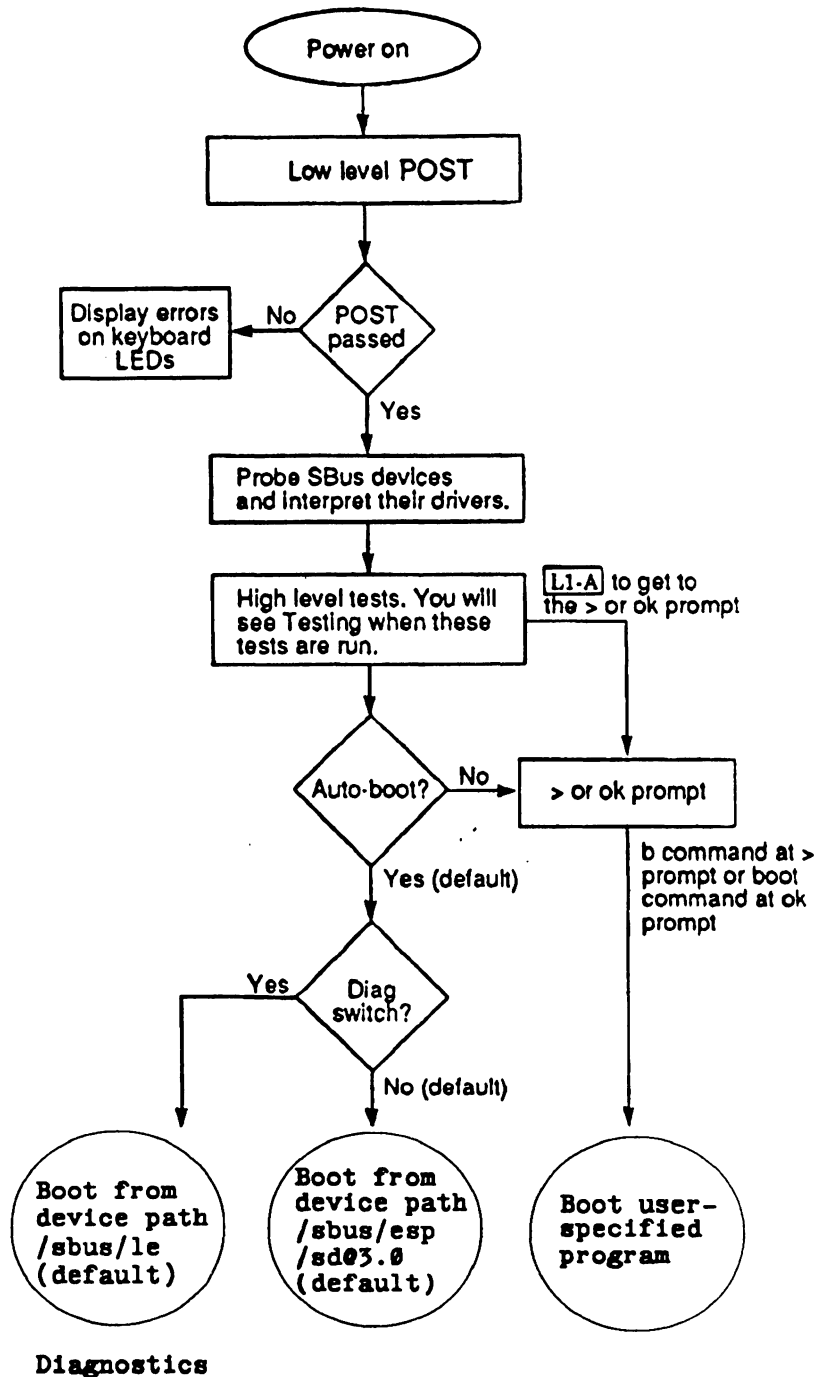 Power on
Low level POST
Display errors
on keyboard
LEDs
No
POST
passed
Yes
Probe SBus devices
and interpret their drivers.
High level tests. You will
see Testing when these
tests are run.
L1-A to get to
the > or ok prompt
Auto-boot?
No
> or ok prompt
Yes (default)
b command at >
prompt or boot
command at ok
prompt
Yes
Diag
switch?
No (default)
Boot from
device path
/sbus/le
(default)
Boot from
device path
/sbus/esp
/sd@3.0
(default)
Boot user-
specified
program
Diagnostics